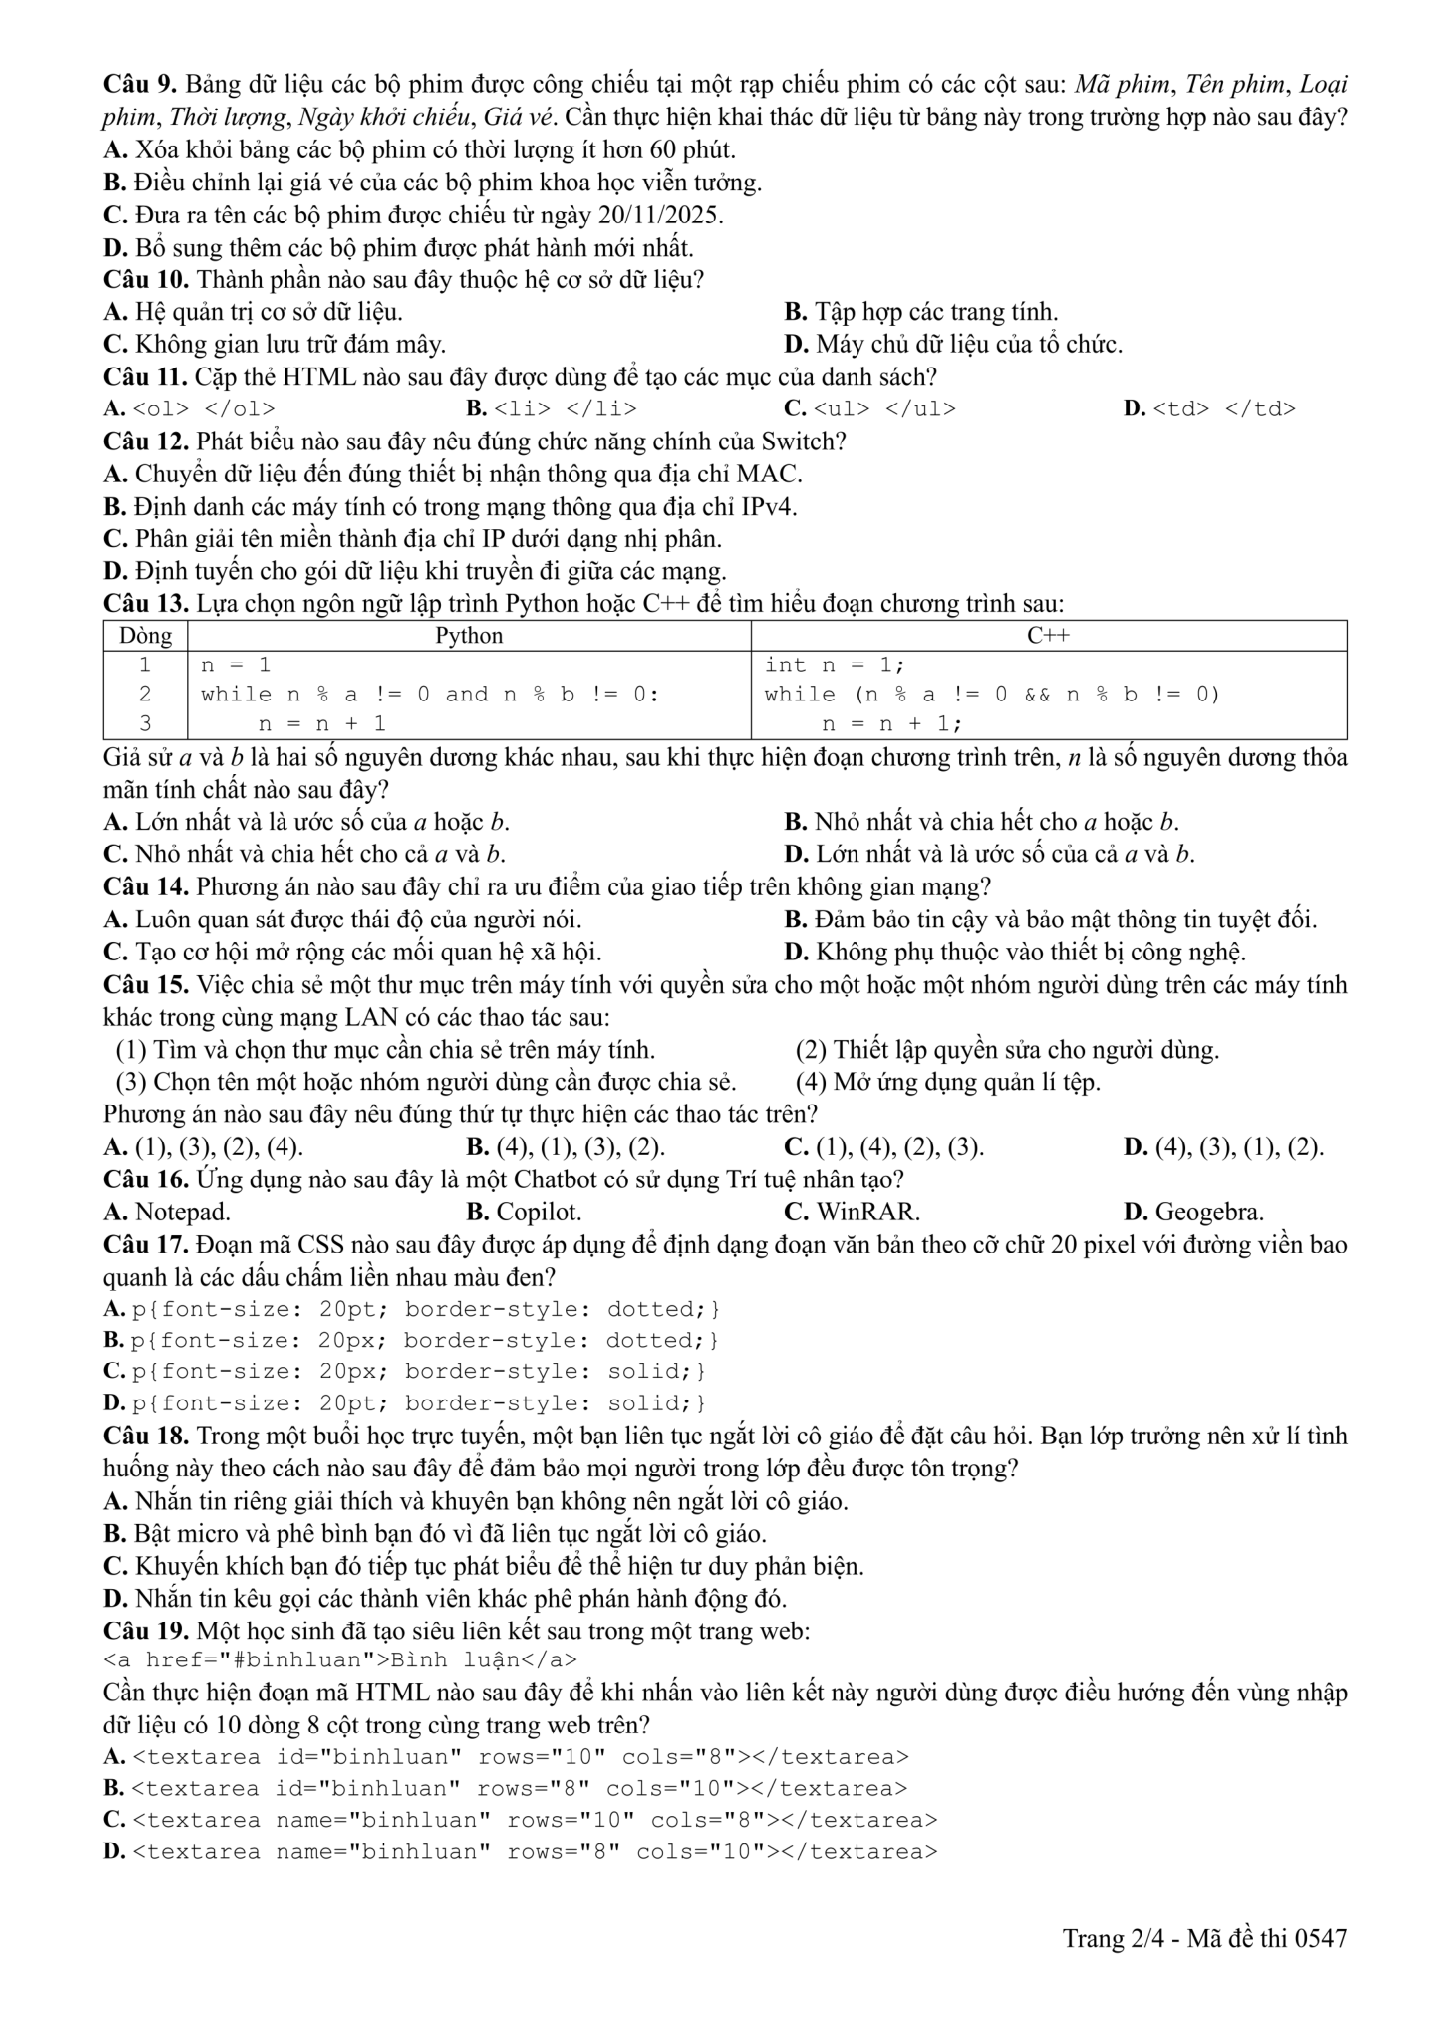 Câu 9. Bảng dữ liệu các bộ phim được công chiếu tại một rạp chiếu phim có các cột sau: Mã phim, Tên phim, Loại
phim, Thời lượng, Ngày khởi chiếu, Giá vé. Cần thực hiện khai thác dữ liệu từ bảng này trong trường hợp nào sau đây?
A. Xóa khỏi bảng các bộ phim có thời lượng ít hơn 60 phút.
B. Điều chỉnh lại giá vé của các bộ phim khoa học viễn tưởng.
C. Đưa ra tên các bộ phim được chiếu từ ngày 20/11/2025.
D. Bổ sung thêm các bộ phim được phát hành mới nhất.
Câu 10. Thành phần nào sau đây thuộc hệ cơ sở dữ liệu?
A. Hệ quản trị cơ sở dữ liệu. B. Tập hợp các trang tính.
C. Không gian lưu trữ đám mây. D. Máy chủ dữ liệu của tổ chức.
Câu 11. Cặp thẻ HTML nào sau đây được dùng để tạo các mục của danh sách?
A. <ol> </ol> B. <li> </li> C. <ul> </ul> D. <td> </td>
Câu 12. Phát biểu nào sau đây nêu đúng chức năng chính của Switch?
A. Chuyển dữ liệu đến đúng thiết bị nhận thông qua địa chỉ MAC.
B. Định danh các máy tính có trong mạng thông qua địa chỉ IPv4.
C. Phân giải tên miền thành địa chỉ IP dưới dạng nhị phân.
D. Định tuyến cho gói dữ liệu khi truyền đi giữa các mạng.
Câu 13. Lựa chọn ngôn ngữ lập trình Python hoặc C++ để tìm hiểu đoạn chương trình sau:
Dòng Python C++
1 n = 1 int n = 1;
2 while n % a != 0 and n % b != 0: while (n % a != 0 && n % b != 0)
3 n = n + 1 n = n + 1;
Giả sử a và b là hai số nguyên dương khác nhau, sau khi thực hiện đoạn chương trình trên, n là số nguyên dương thỏa
mãn tính chất nào sau đây?
A. Lớn nhất và là ước số của a hoặc b. B. Nhỏ nhất và chia hết cho a hoặc b.
C. Nhỏ nhất và chia hết cho cả a và b. D. Lớn nhất và là ước số của cả a và b.
Câu 14. Phương án nào sau đây chỉ ra ưu điểm của giao tiếp trên không gian mạng?
A. Luôn quan sát được thái độ của người nói. B. Đảm bảo tin cậy và bảo mật thông tin tuyệt đối.
C. Tạo cơ hội mở rộng các mối quan hệ xã hội. D. Không phụ thuộc vào thiết bị công nghệ.
Câu 15. Việc chia sẻ một thư mục trên máy tính với quyền sửa cho một hoặc một nhóm người dùng trên các máy tính
khác trong cùng mạng LAN có các thao tác sau:
(1) Tìm và chọn thư mục cần chia sẻ trên máy tính. (2) Thiết lập quyền sửa cho người dùng.
(3) Chọn tên một hoặc nhóm người dùng cần được chia sẻ. (4) Mở ứng dụng quản lí tệp.
Phương án nào sau đây nêu đúng thứ tự thực hiện các thao tác trên?
A. (1), (3), (2), (4). B. (4), (1), (3), (2). C. (1), (4), (2), (3). D. (4), (3), (1), (2).
Câu 16. Ứng dụng nào sau đây là một Chatbot có sử dụng Trí tuệ nhân tạo?
A. Notepad. B. Copilot. C. WinRAR. D. Geogebra.
Câu 17. Đoạn mã CSS nào sau đây được áp dụng để định dạng đoạn văn bản theo cỡ chữ 20 pixel với đường viền bao
quanh là các dấu chấm liền nhau màu đen?
A. p{font-size: 20pt; border-style: dotted;}
B. p{font-size: 20px; border-style: dotted;}
C. p{font-size: 20px; border-style: solid;}
D. p{font-size: 20pt; border-style: solid;}
Câu 18. Trong một buổi học trực tuyến, một bạn liên tục ngắt lời cô giáo để đặt câu hỏi. Bạn lớp trưởng nên xử lí tình
huống này theo cách nào sau đây để đảm bảo mọi người trong lớp đều được tôn trọng?
A. Nhắn tin riêng giải thích và khuyên bạn không nên ngắt lời cô giáo.
B. Bật micro và phê bình bạn đó vì đã liên tục ngắt lời cô giáo.
C. Khuyến khích bạn đó tiếp tục phát biểu để thể hiện tư duy phản biện.
D. Nhắn tin kêu gọi các thành viên khác phê phán hành động đó.
Câu 19. Một học sinh đã tạo siêu liên kết sau trong một trang web:
<a href="#binhluan">Bình luận</a>
Cần thực hiện đoạn mã HTML nào sau đây để khi nhấn vào liên kết này người dùng được điều hướng đến vùng nhập
dữ liệu có 10 dòng 8 cột trong cùng trang web trên?
A. <textarea id="binhluan" rows="10" cols="8"></textarea>
B. <textarea id="binhluan" rows="8" cols="10"></textarea>
C. <textarea name="binhluan" rows="10" cols="8"></textarea>
D. <textarea name="binhluan" rows="8" cols="10"></textarea>
Trang 2/4 - Mã đề thi 0547